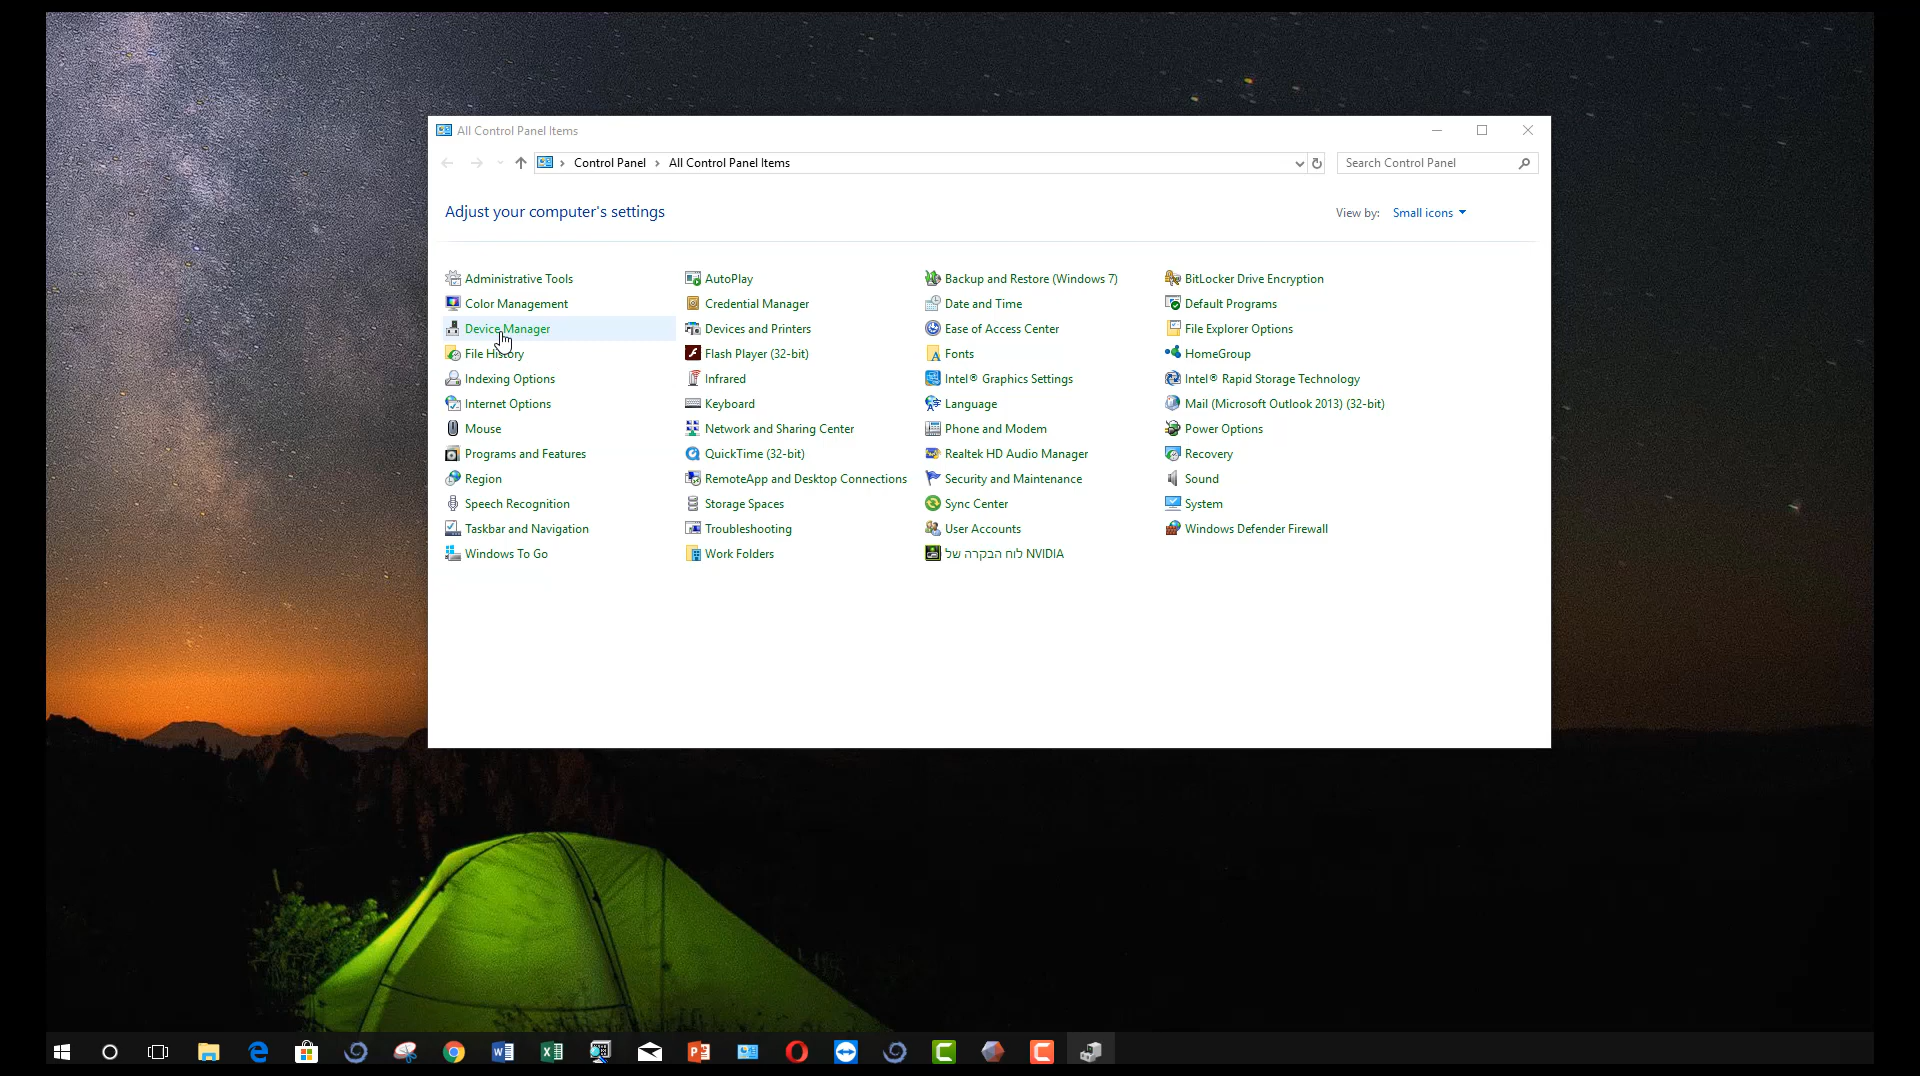 All Control Panel Items
Control Panel > All Control Panel Items
Search Control Panel
Adjust your computer's settings
View by: Small icons
Administrative Tools
AutoPlay
Backup and Restore (Windows 7)
BitLocker Drive Encryption
Color Management
Credential Manager
Date and Time
Default Programs
Device Manager
Devices and Printers
Ease of Access Center
File Explorer Options
File History
Flash Player (32-bit)
Fonts
HomeGroup
Indexing Options
Infrared
Intel® Graphics Settings
Intel® Rapid Storage Technology
Internet Options
Keyboard
Language
Mail (Microsoft Outlook 2013) (32-bit)
Mouse
Network and Sharing Center
Phone and Modem
Power Options
Programs and Features
QuickTime (32-bit)
Realtek HD Audio Manager
Recovery
Region
RemoteApp and Desktop Connections
Security and Maintenance
Sound
Speech Recognition
Storage Spaces
Sync Center
System
Taskbar and Navigation
Troubleshooting
User Accounts
Windows Defender Firewall
Windows To Go
Work Folders
לוח הבקרה של NVIDIA